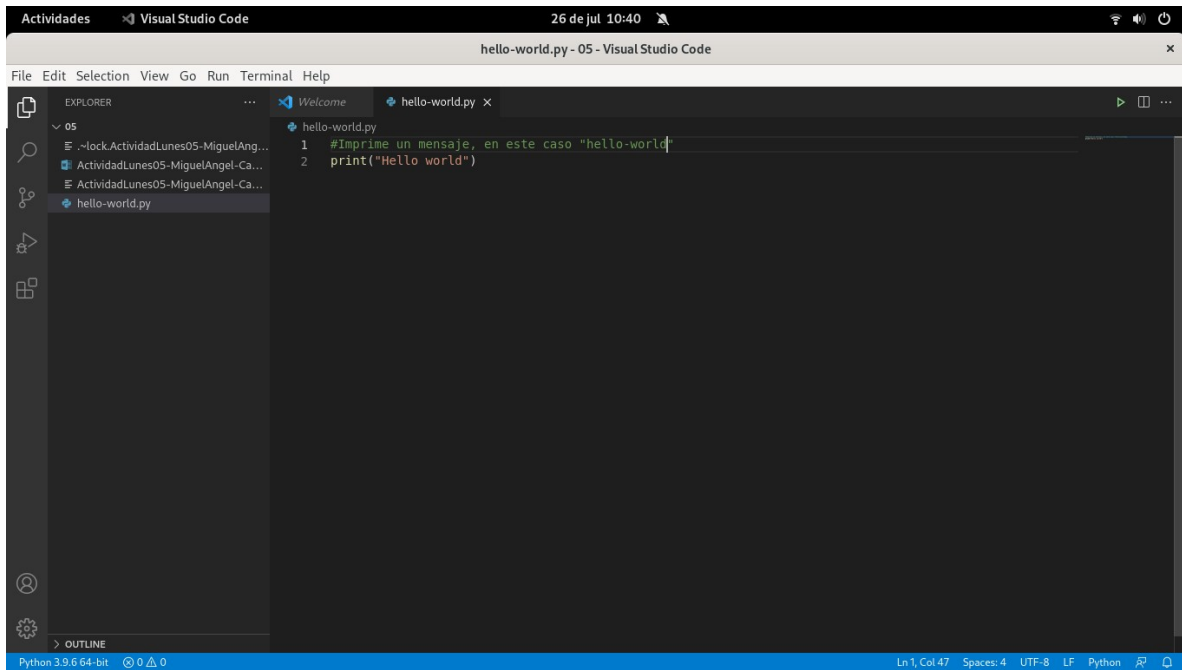 Actividades Visual Studio Code 26 de jul 10:40
hello-world.py - 05 - Visual Studio Code ×
File Edit Selection View Go Run Terminal Help
EXPLORER ··· Welcome hello-world.py × ···
05 hello-world.py
.~lock.ActividadLunes05-MiguelAng... 1 #Imprime un mensaje, en este caso "hello-world"
ActividadLunes05-MiguelAngel-Ca... 2 print("Hello world")
ActividadLunes05-MiguelAngel-Ca...
hello-world.py
OUTLINE
Python 3.9.6 64-bit 0 0 Ln 1, Col 47 Spaces: 4 UTF-8 LF Python